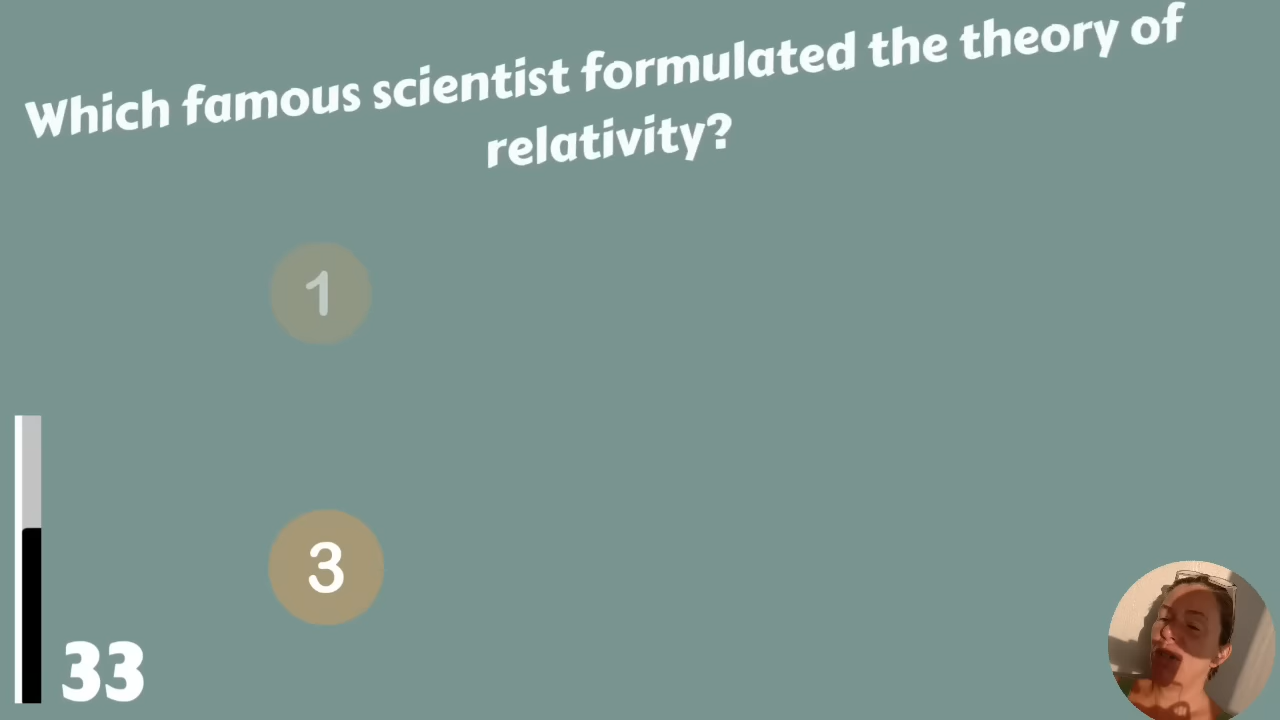 Which famous scientist formulated the theory of
relativity?
1
3
33